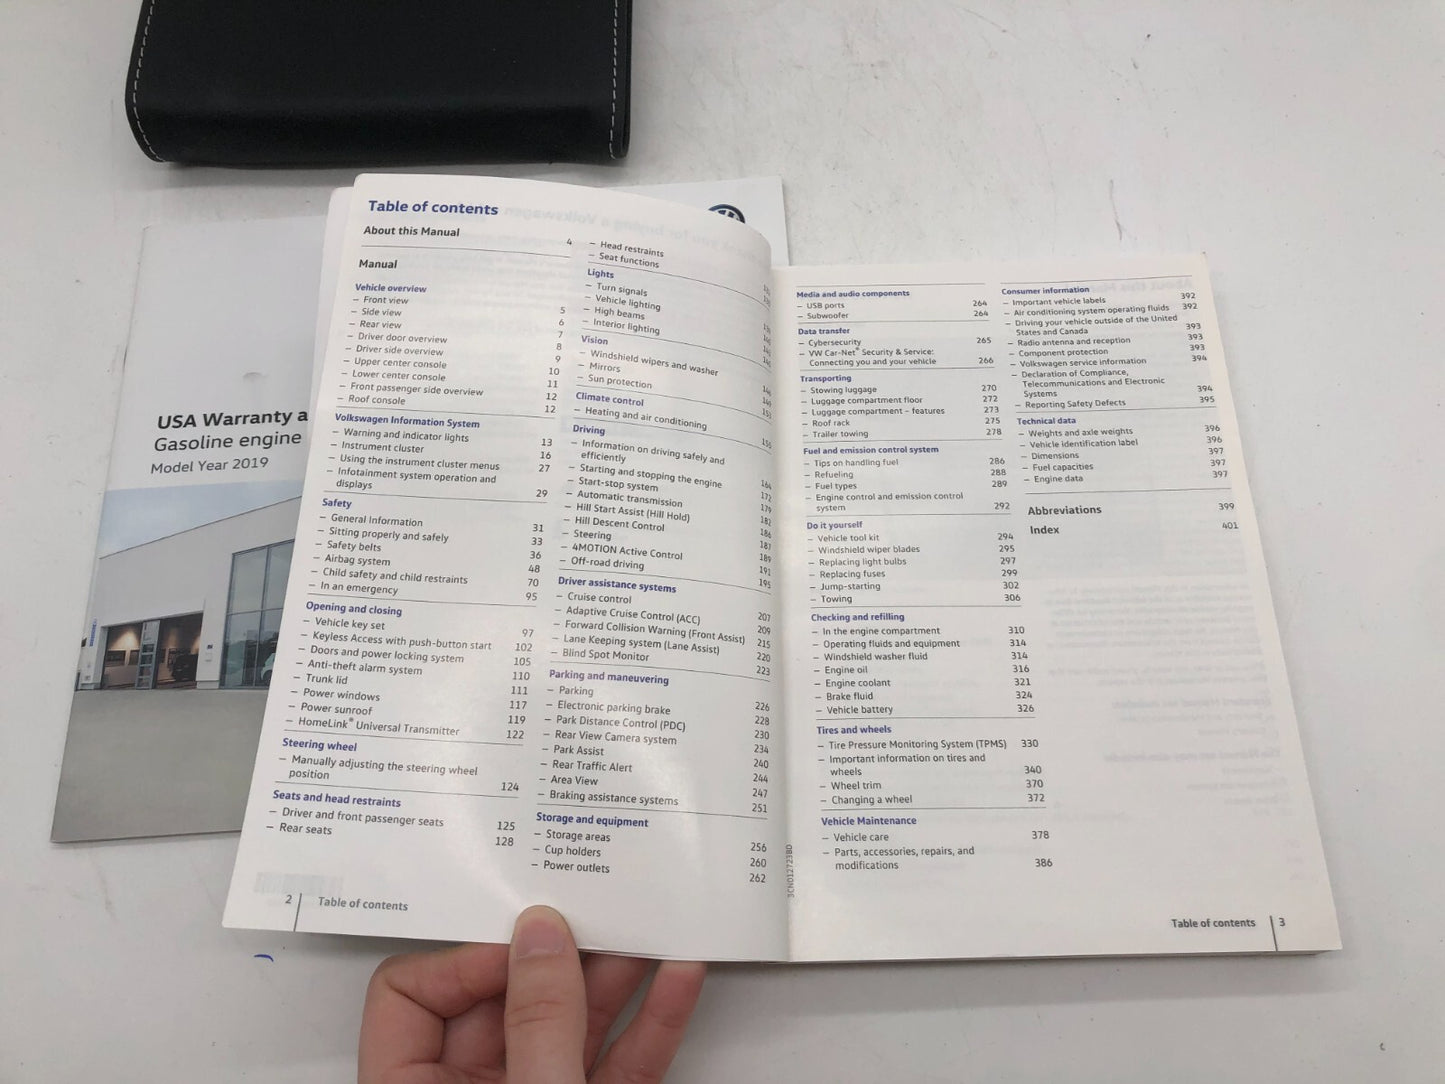 USA Warranty a
Gasoline engine
Model Year 2019
Table of contents
About this Manual 4
Manual
Vehicle overview
– Front view 5
– Side view 6
– Rear view 7
– Driver door overview 8
– Driver side overview 9
– Upper center console 10
– Lower center console 11
– Front passenger side overview 12
– Roof console 12
Volkswagen Information System
– Warning and indicator lights 13
– Instrument cluster 16
– Using the instrument cluster menus 27
– Infotainment system operation and
displays 29
Safety
– General Information 31
– Sitting properly and safely 33
– Safety belts 36
– Airbag system 48
– Child safety and child restraints 70
– In an emergency 95
Opening and closing
– Vehicle key set 97
– Keyless Access with push-button start 102
– Doors and power locking system 105
– Anti-theft alarm system 110
– Trunk lid 111
– Power windows 117
– Power sunroof 119
– HomeLink® Universal Transmitter 122
Steering wheel
– Manually adjusting the steering wheel
position 124
Seats and head restraints
– Driver and front passenger seats 125
– Rear seats 128
– Head restraints
– Seat functions
Lights
– Turn signals
– Vehicle lighting
– High beams
– Interior lighting
Vision
– Windshield wipers and washer
– Mirrors
– Sun protection
Climate control
– Heating and air conditioning 155
Driving
– Information on driving safely and
efficiently 164
– Starting and stopping the engine 172
– Start-stop system 179
– Automatic transmission 182
– Hill Start Assist (Hill Hold) 186
– Hill Descent Control 187
– Steering 189
– 4MOTION Active Control 191
– Off-road driving 195
Driver assistance systems
– Cruise control 207
– Adaptive Cruise Control (ACC) 209
– Forward Collision Warning (Front Assist) 215
– Lane Keeping system (Lane Assist) 220
– Blind Spot Monitor 223
Parking and maneuvering
– Parking 226
– Electronic parking brake 228
– Park Distance Control (PDC) 230
– Rear View Camera system 234
– Park Assist 240
– Rear Traffic Alert 244
– Area View 247
– Braking assistance systems 251
Storage and equipment
– Storage areas 256
– Cup holders 260
– Power outlets 262
2 Table of contents
Media and audio components
– USB ports 264
– Subwoofer 264
Data transfer
– Cybersecurity 265
– VW Car-Net® Security & Service:
Connecting you and your vehicle 266
Transporting
– Stowing luggage 270
– Luggage compartment floor 272
– Luggage compartment – features 273
– Roof rack 275
– Trailer towing 278
Fuel and emission control system
– Tips on handling fuel 286
– Refueling 288
– Fuel types 289
– Engine control and emission control
system 292
Do it yourself
– Vehicle tool kit 294
– Windshield wiper blades 295
– Replacing light bulbs 297
– Replacing fuses 299
– Jump-starting 302
– Towing 306
Checking and refilling
– In the engine compartment 310
– Operating fluids and equipment 314
– Windshield washer fluid 314
– Engine oil 316
– Engine coolant 321
– Brake fluid 324
– Vehicle battery 326
Tires and wheels
– Tire Pressure Monitoring System (TPMS) 330
– Important information on tires and
wheels 340
– Wheel trim 370
– Changing a wheel 372
Vehicle Maintenance
– Vehicle care 378
– Parts, accessories, repairs, and
modifications 386
3CN012723BD
Consumer information
– Important vehicle labels 392
– Air conditioning system operating fluids 392
– Driving your vehicle outside of the United
States and Canada 393
– Radio antenna and reception 393
– Component protection 393
– Volkswagen service information 394
– Declaration of Compliance,
Telecommunications and Electronic
Systems 394
– Reporting Safety Defects 395
Technical data
– Weights and axle weights 396
– Vehicle identification label 396
– Dimensions 397
– Fuel capacities 397
– Engine data 397
Abbreviations 399
Index 401
Table of contents 3